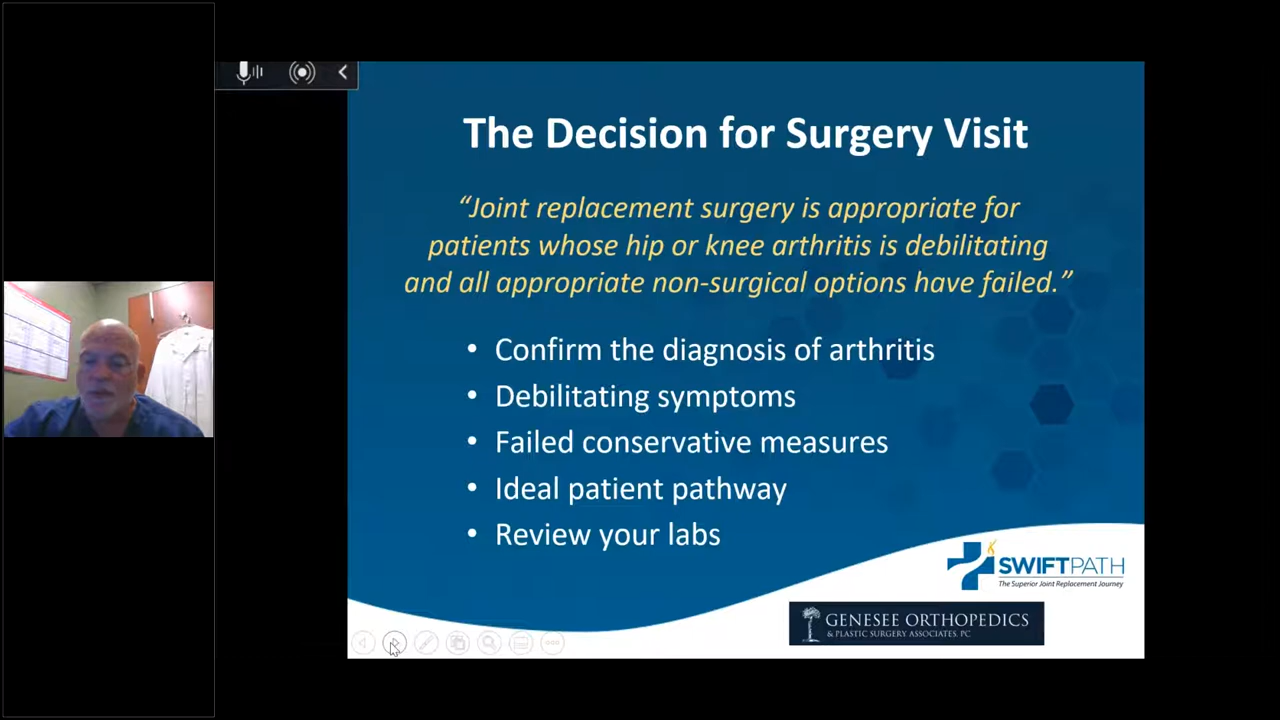 The Decision for Surgery Visit
“Joint replacement surgery is appropriate for
patients whose hip or knee arthritis is debilitating
and all appropriate non-surgical options have failed.”
• Confirm the diagnosis of arthritis
• Debilitating symptoms
• Failed conservative measures
• Ideal patient pathway
• Review your labs
SWIFTPATH
The Superior Joint Replacement Journey
GENESEE ORTHOPEDICS
& PLASTIC SURGERY ASSOCIATES, PC